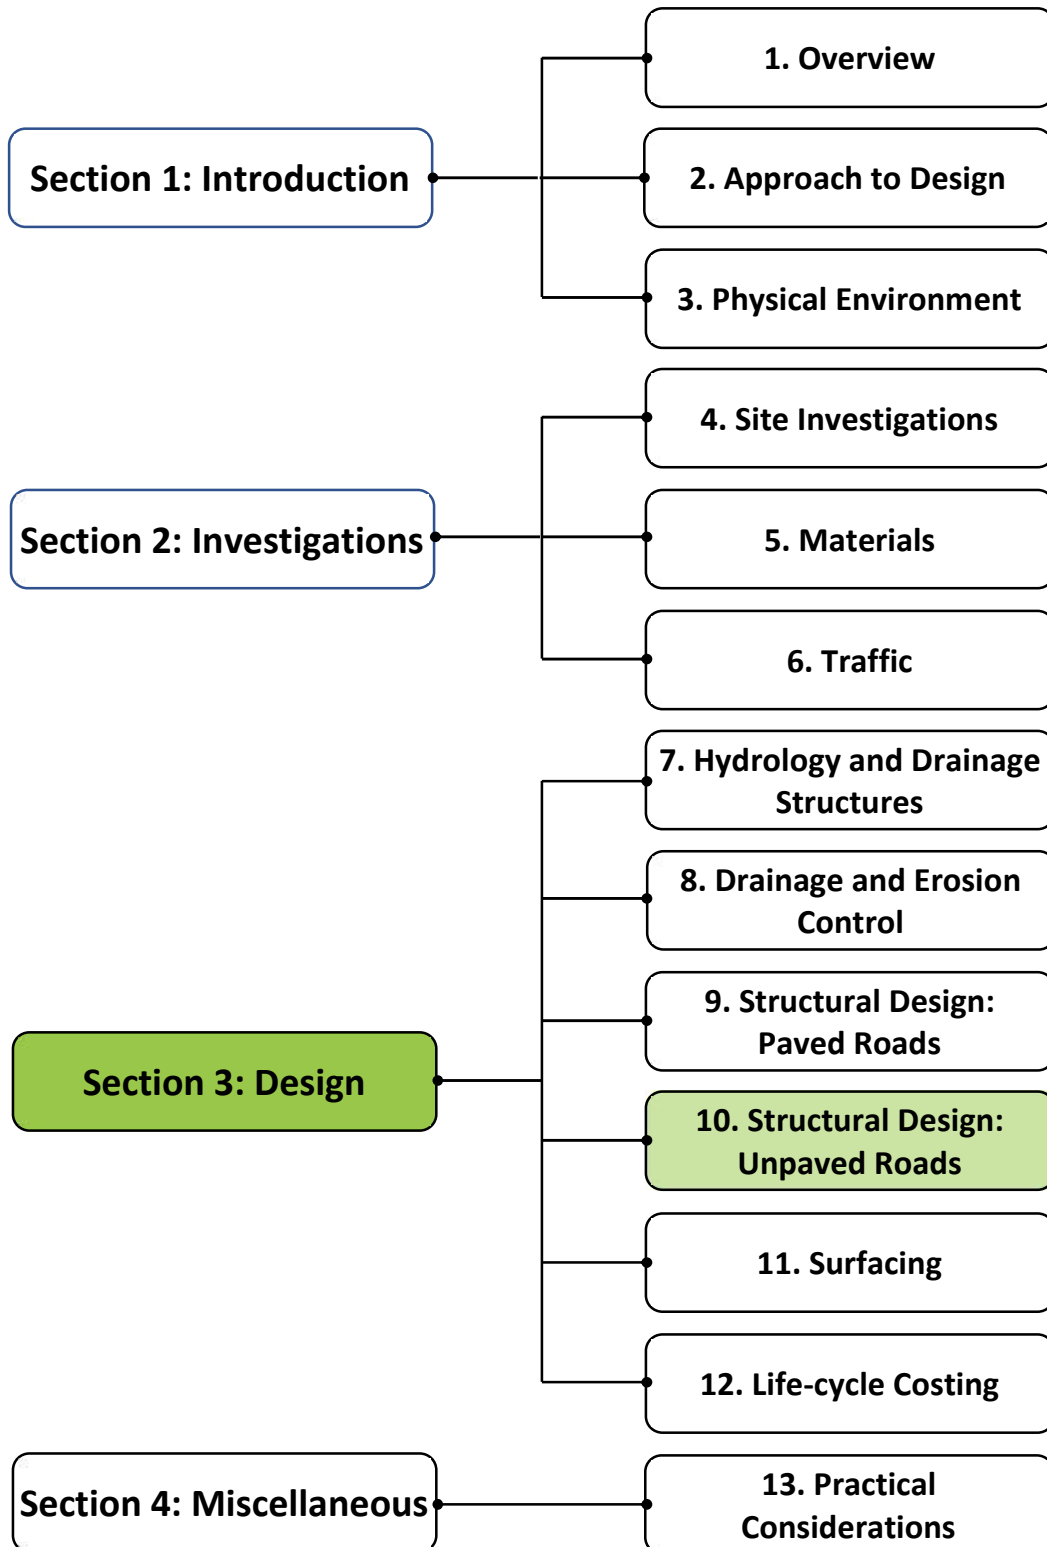 Section 1: Introduction
1. Overview
2. Approach to Design
3. Physical Environment
Section 2: Investigations
4. Site Investigations
5. Materials
6. Traffic
Section 3: Design
7. Hydrology and Drainage
Structures
8. Drainage and Erosion
Control
9. Structural Design:
Paved Roads
10. Structural Design:
Unpaved Roads
11. Surfacing
12. Life-cycle Costing
Section 4: Miscellaneous
13. Practical
Considerations